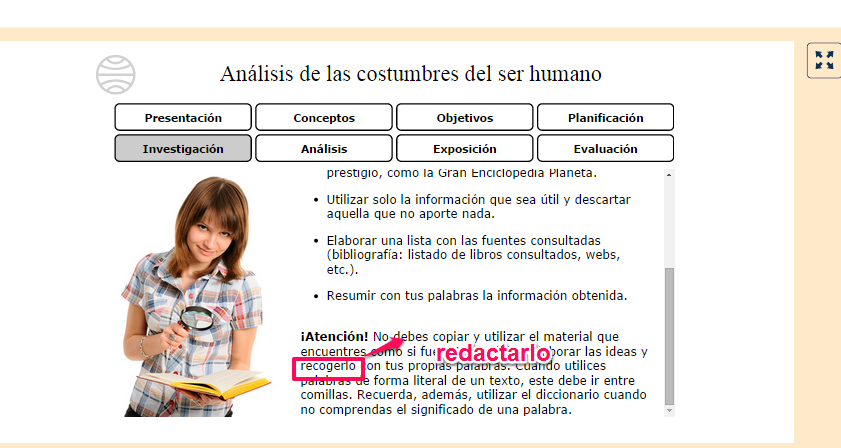 Análisis de las costumbres del ser humano
Presentación
Conceptos
Objetivos
Planificación
Investigación
Análisis
Exposición
Evaluación
prestigio, como la Gran Enciclopedia Planeta.
• Utilizar solo la información que sea
útil y descartar
aquella que no aporte nada.
• Elaborar una lista con las fuentes consultadas
(bibliografía: listado de libros consultados, webs,
etc.).
• Resumir con tus palabras la información obtenida.
¡Atención! No debes copiar y utilizar el material que
encuentres como si borar las ideas y
redactarlo
recogerlo con tus propias palabras. Cuando utilices
palabras de forma literal de un texto, este debe ir entre
comillas. Recuerda, además, utilizar el diccionario cuando
no comprendas el significado de una palabra.